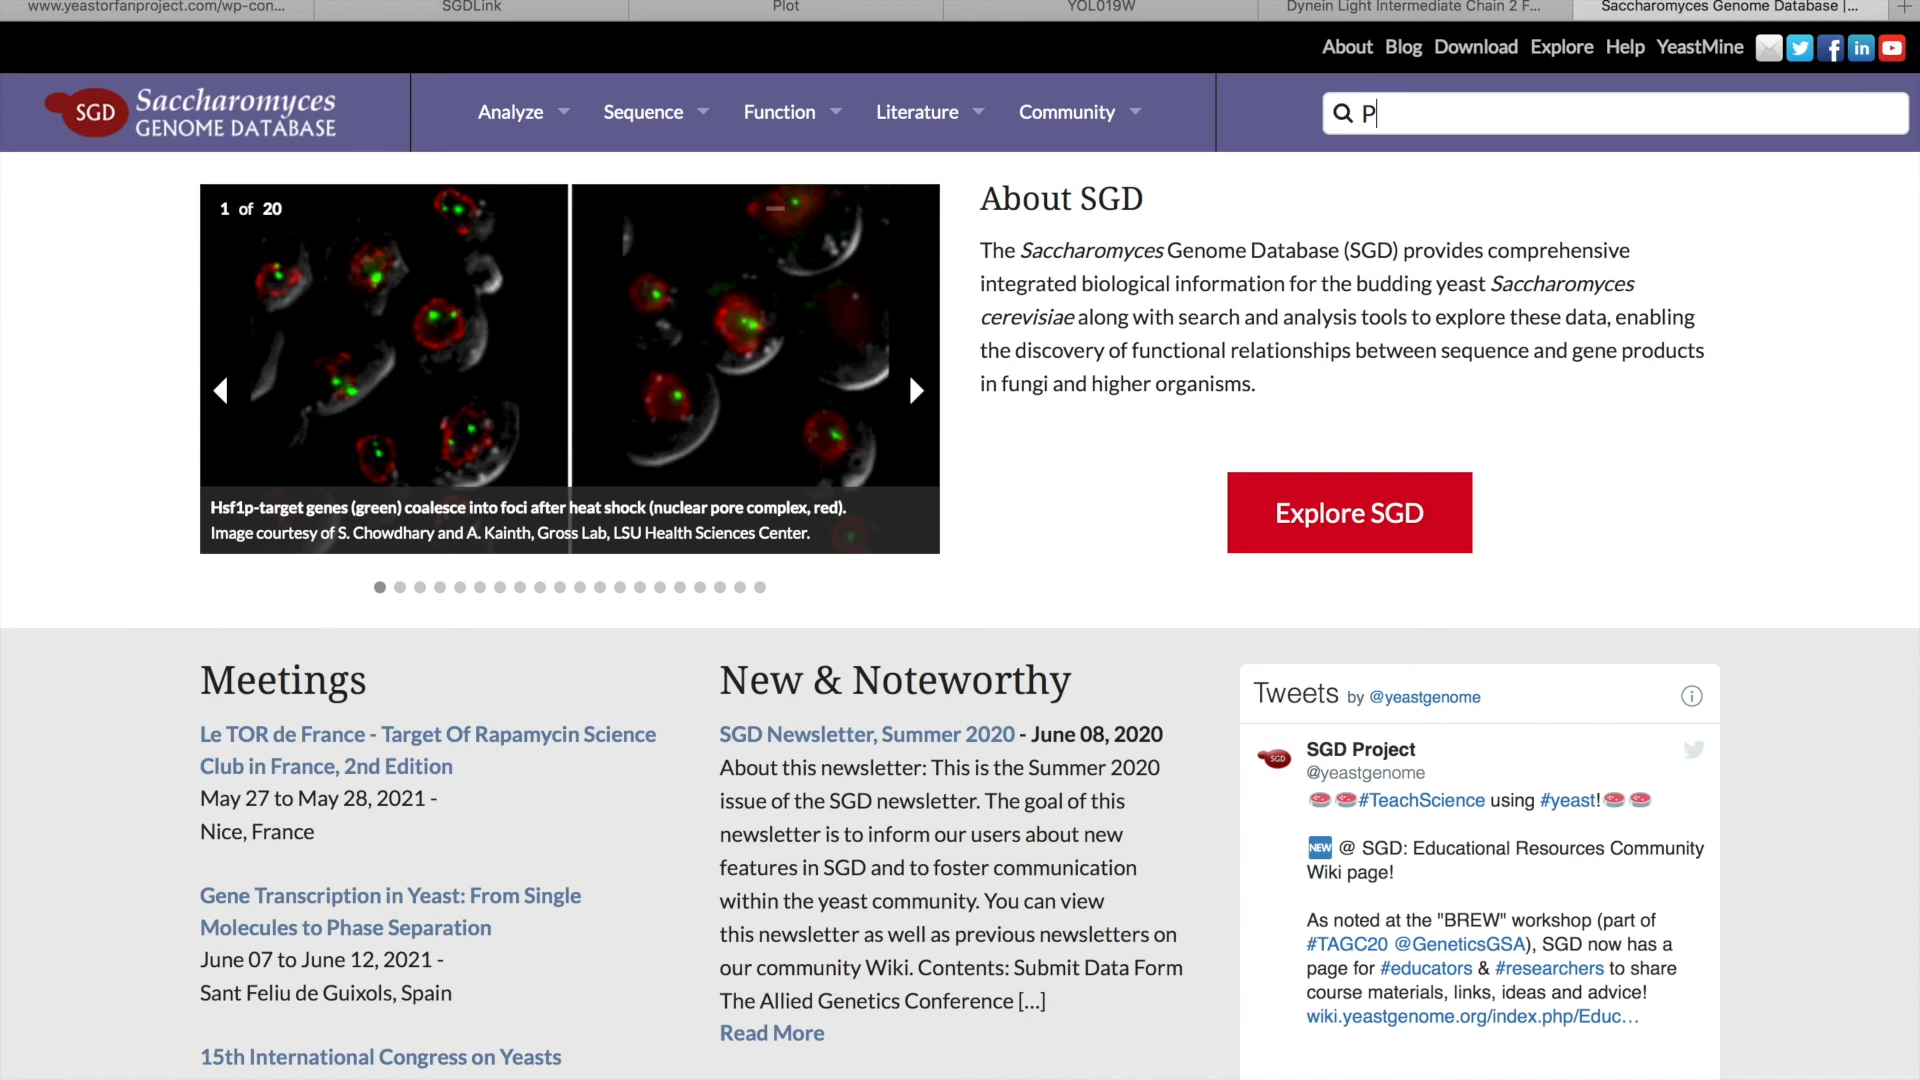 www.yeastorfanproject.com/wp-con...
SGDLink
Plot
YOL019W
Dynein Light Intermediate Chain 2 F...
Saccharomyces Genome Database |...
About Blog Download Explore Help YeastMine
SGD Saccharomyces
GENOME DATABASE
Analyze Sequence Function Literature Community
P
1 of 20
Hsf1p-target genes (green) coalesce into foci after heat shock (nuclear pore complex, red).
Image courtesy of S. Chowdhary and A. Kainth, Gross Lab, LSU Health Sciences Center.
About SGD
The Saccharomyces Genome Database (SGD) provides comprehensive
integrated biological information for the budding yeast Saccharomyces
cerevisiae along with search and analysis tools to explore these data, enabling
the discovery of functional relationships between sequence and gene products
in fungi and higher organisms.
Explore SGD
Meetings
Le TOR de France - Target Of Rapamycin Science
Club in France, 2nd Edition
May 27 to May 28, 2021 -
Nice, France
Gene Transcription in Yeast: From Single
Molecules to Phase Separation
June 07 to June 12, 2021 -
Sant Feliu de Guixols, Spain
15th International Congress on Yeasts
New & Noteworthy
SGD Newsletter, Summer 2020 - June 08, 2020
About this newsletter: This is the Summer 2020
issue of the SGD newsletter. The goal of this
newsletter is to inform our users about new
features in SGD and to foster communication
within the yeast community. You can view
this newsletter as well as previous newsletters on
our community Wiki. Contents: Submit Data Form
The Allied Genetics Conference [...]
Read More
Tweets by @yeastgenome
SGD
SGD Project
@yeastgenome
#TeachScience using #yeast!
NEW @ SGD: Educational Resources Community
Wiki page!
As noted at the "BREW" workshop (part of
#TAGC20 @GeneticsGSA), SGD now has a
page for #educators & #researchers to share
course materials, links, ideas and advice!
wiki.yeastgenome.org/index.php/Educ…